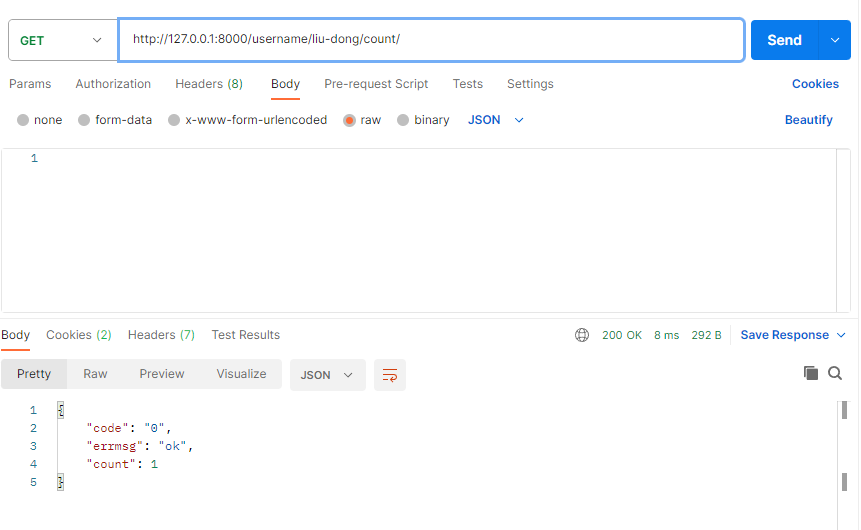 GET http://127.0.0.1:8000/username/liu-dong/count/ Send
Params Authorization Headers (8) Body Pre-request Script Tests Settings Cookies
none form-data x-www-form-urlencoded raw binary JSON Beautify
1
Body Cookies (2) Headers (7) Test Results 200 OK 8 ms 292 B Save Response
Pretty Raw Preview Visualize JSON
1 {
2 "code": "0",
3 "errmsg": "ok",
4 "count": 1
5 }